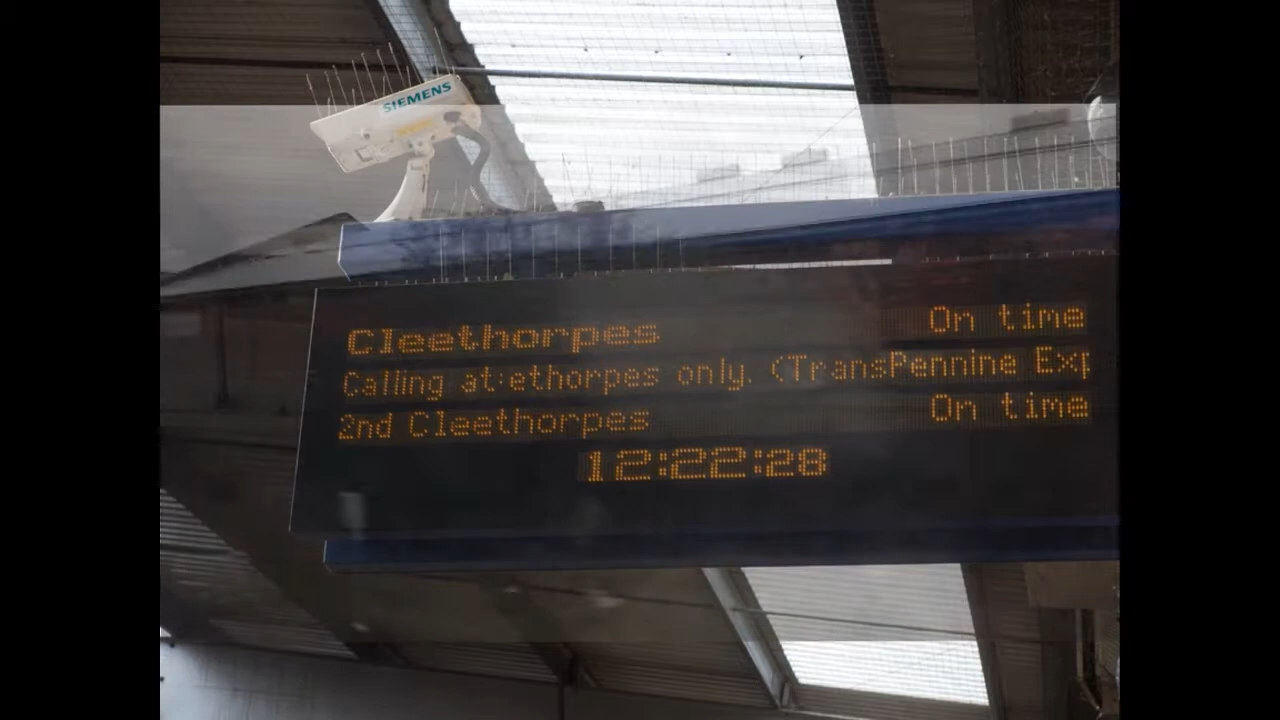 SIEMENS
Cleethorpes On time
Calling at:ethorpes only. (TransPennine Exp
2nd Cleethorpes On time
12:22:28